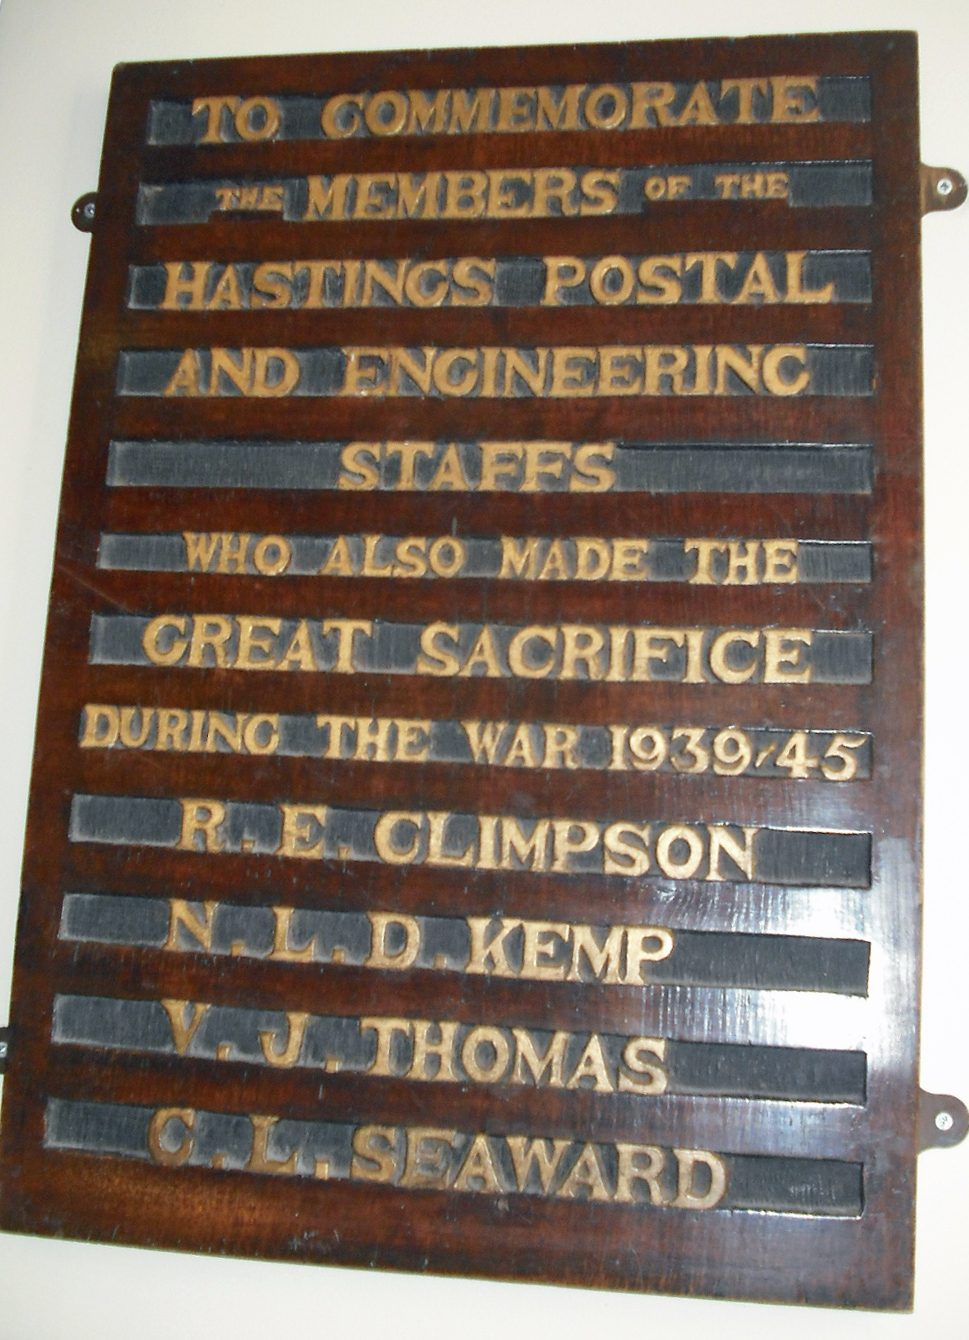 TO COMMEMORATE
THE MEMBERS OF THE
HASTINGS POSTAL
AND ENGINEERING
STAFFS
WHO ALSO MADE THE
GREAT SACRIFICE
DURING THE WAR 1939-45
R.E. CLIMPSON
N.L.D. KEMP
V.J. THOMAS
C.L. SEAWARD